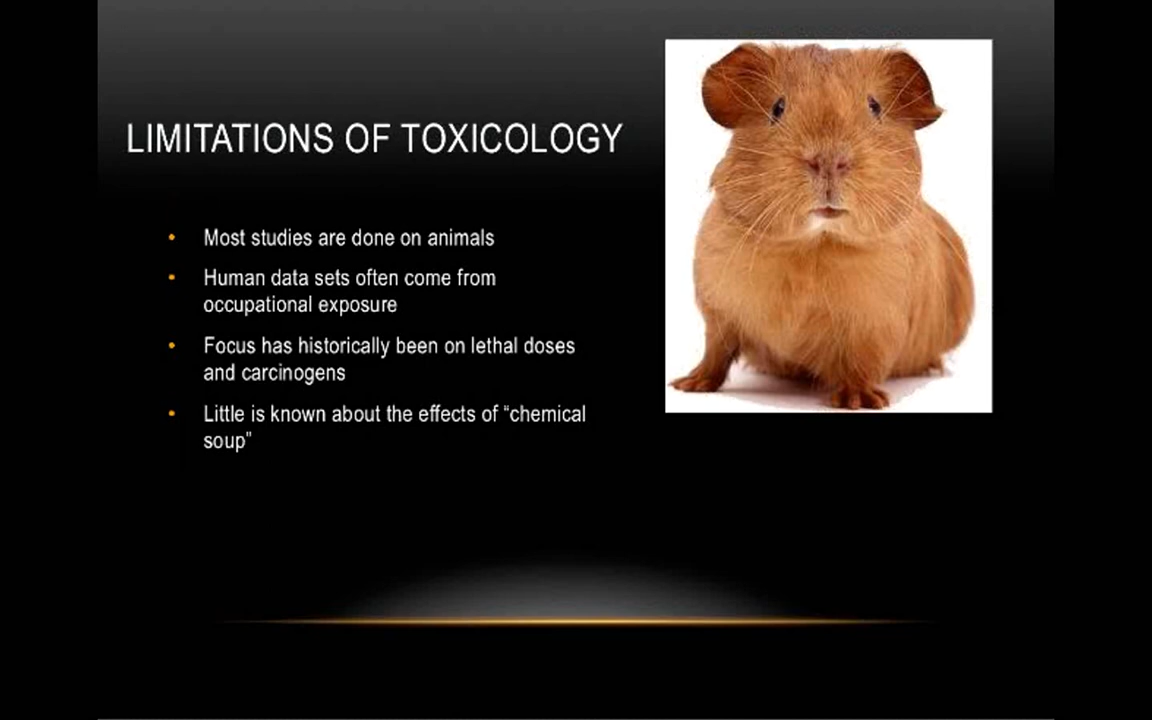 LIMITATIONS OF TOXICOLOGY
• Most studies are done on animals
• Human data sets often come from
occupational exposure
• Focus has historically been on lethal doses
and carcinogens
• Little is known about the effects of “chemical
soup”